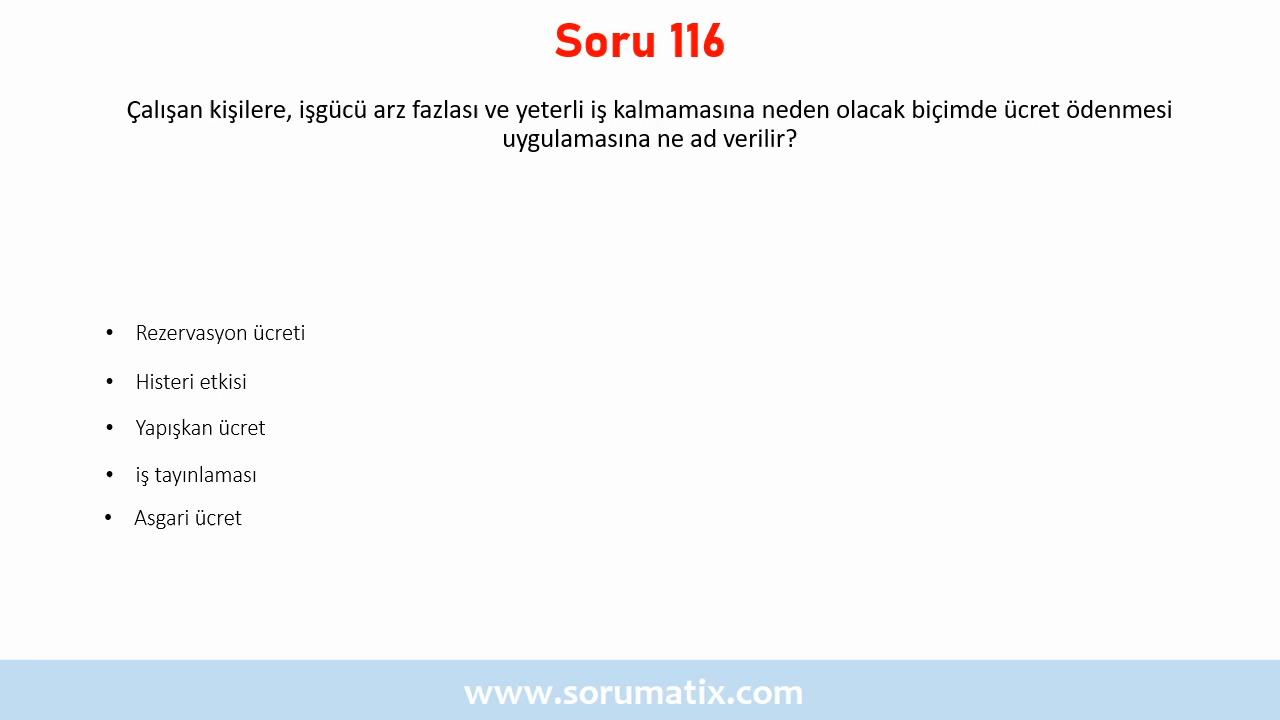 Soru 116
Çalışan kişilere, işgücü arz fazlası ve yeterli iş kalmamasına neden olacak biçimde ücret ödenmesi
uygulamasına ne ad verilir?
• Rezervasyon ücreti
• Histeri etkisi
• Yapışkan ücret
• iş tayınlaması
• Asgari ücret
www.sorumatix.com